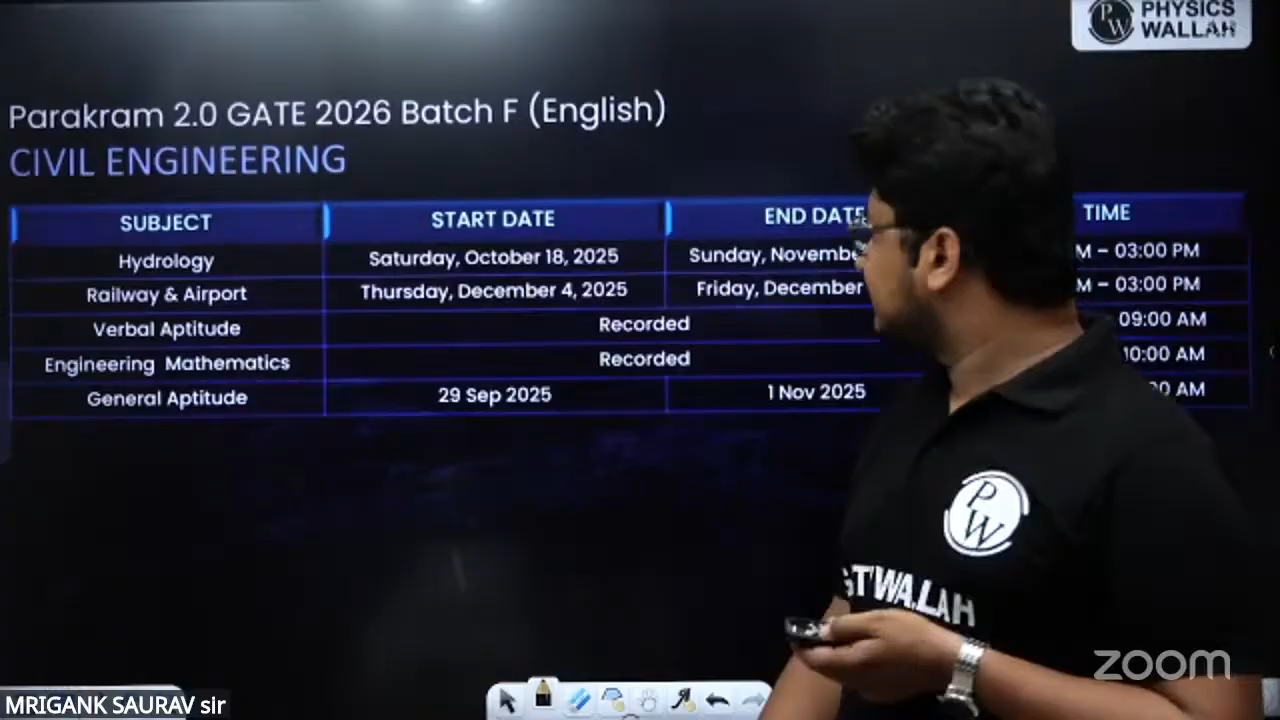 PHYSICS
WALLAH
Parakram 2.0 GATE 2026 Batch F (English)
CIVIL ENGINEERING
SUBJECT START DATE END DATE TIME
Hydrology Saturday, October 18, 2025 Sunday, M – 03:00 PM
Railway & Airport Thursday, December 4, 2025 Friday, December M – 03:00 PM
Verbal Aptitude Recorded 09:00 AM
Engineering Mathematics Recorded 10:00 AM
General Aptitude 29 Sep 2025 1 Nov 2025 AM
PW
WALLAH
zoom
MRIGANK SAURAV sir